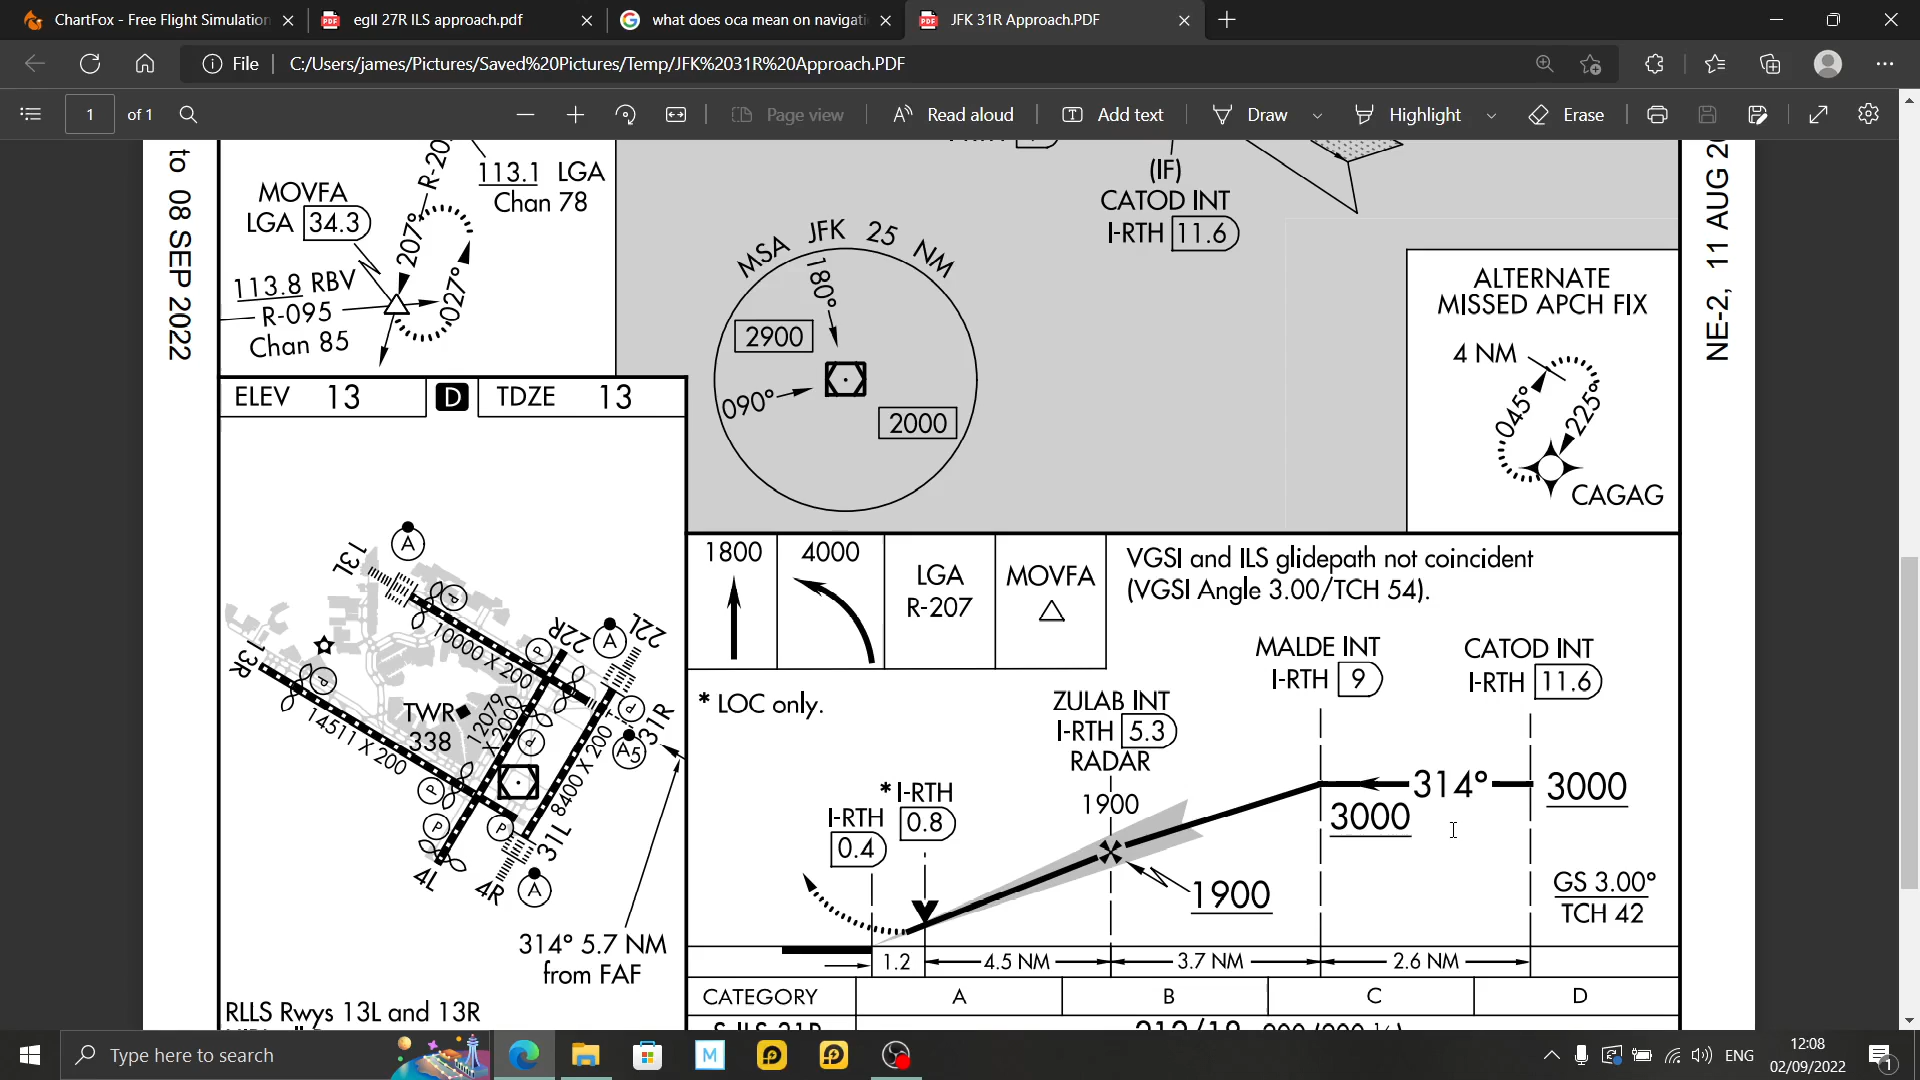 ChartFox - Free Flight Simulation
egll 27R ILS approach.pdf
what does oca mean on navigati
JFK 31R Approach.PDF
File
C:/Users/james/Pictures/Saved%20Pictures/Temp/JFK%2031R%20Approach.PDF
1
of 1
Page view
Read aloud
Add text
Draw
Highlight
Erase
to 08 SEP 2022
NE-2, 11 AUG 20
MOVFA
LGA 34.3
R-20
113.1 LGA
Chan 78
207°
027°
113.8 RBV
R-095
Chan 85
(IF)
CATOD INT
I-RTH 11.6
MSA JFK 25 NM
180°
2900
090°
2000
ALTERNATE
MISSED APCH FIX
4 NM
045°
225°
CAGAG
ELEV 13
D
TDZE 13
13L
A
P
10000 X 200
22R
A
22L
P
13R
P
14511 X 200
TWR
338
12079
X 200
P
P
31R
A5
8400 X 200
P
P
P
31L
4L
4R
A
314° 5.7 NM
from FAF
RLLS Rwys 13L and 13R
1800
4000
LGA
R-207
MOVFA
VGSI and ILS glidepath not coincident
(VGSI Angle 3.00/TCH 54).
* LOC only.
MALDE INT
I-RTH 9
CATOD INT
I-RTH 11.6
ZULAB INT
I-RTH 5.3
RADAR
1900
* I-RTH
0.8
I-RTH
0.4
314°
3000
3000
1900
GS 3.00°
TCH 42
1.2
4.5 NM
3.7 NM
2.6 NM
CATEGORY
A
B
C
D
Type here to search
M
ENG
12:08
02/09/2022
1